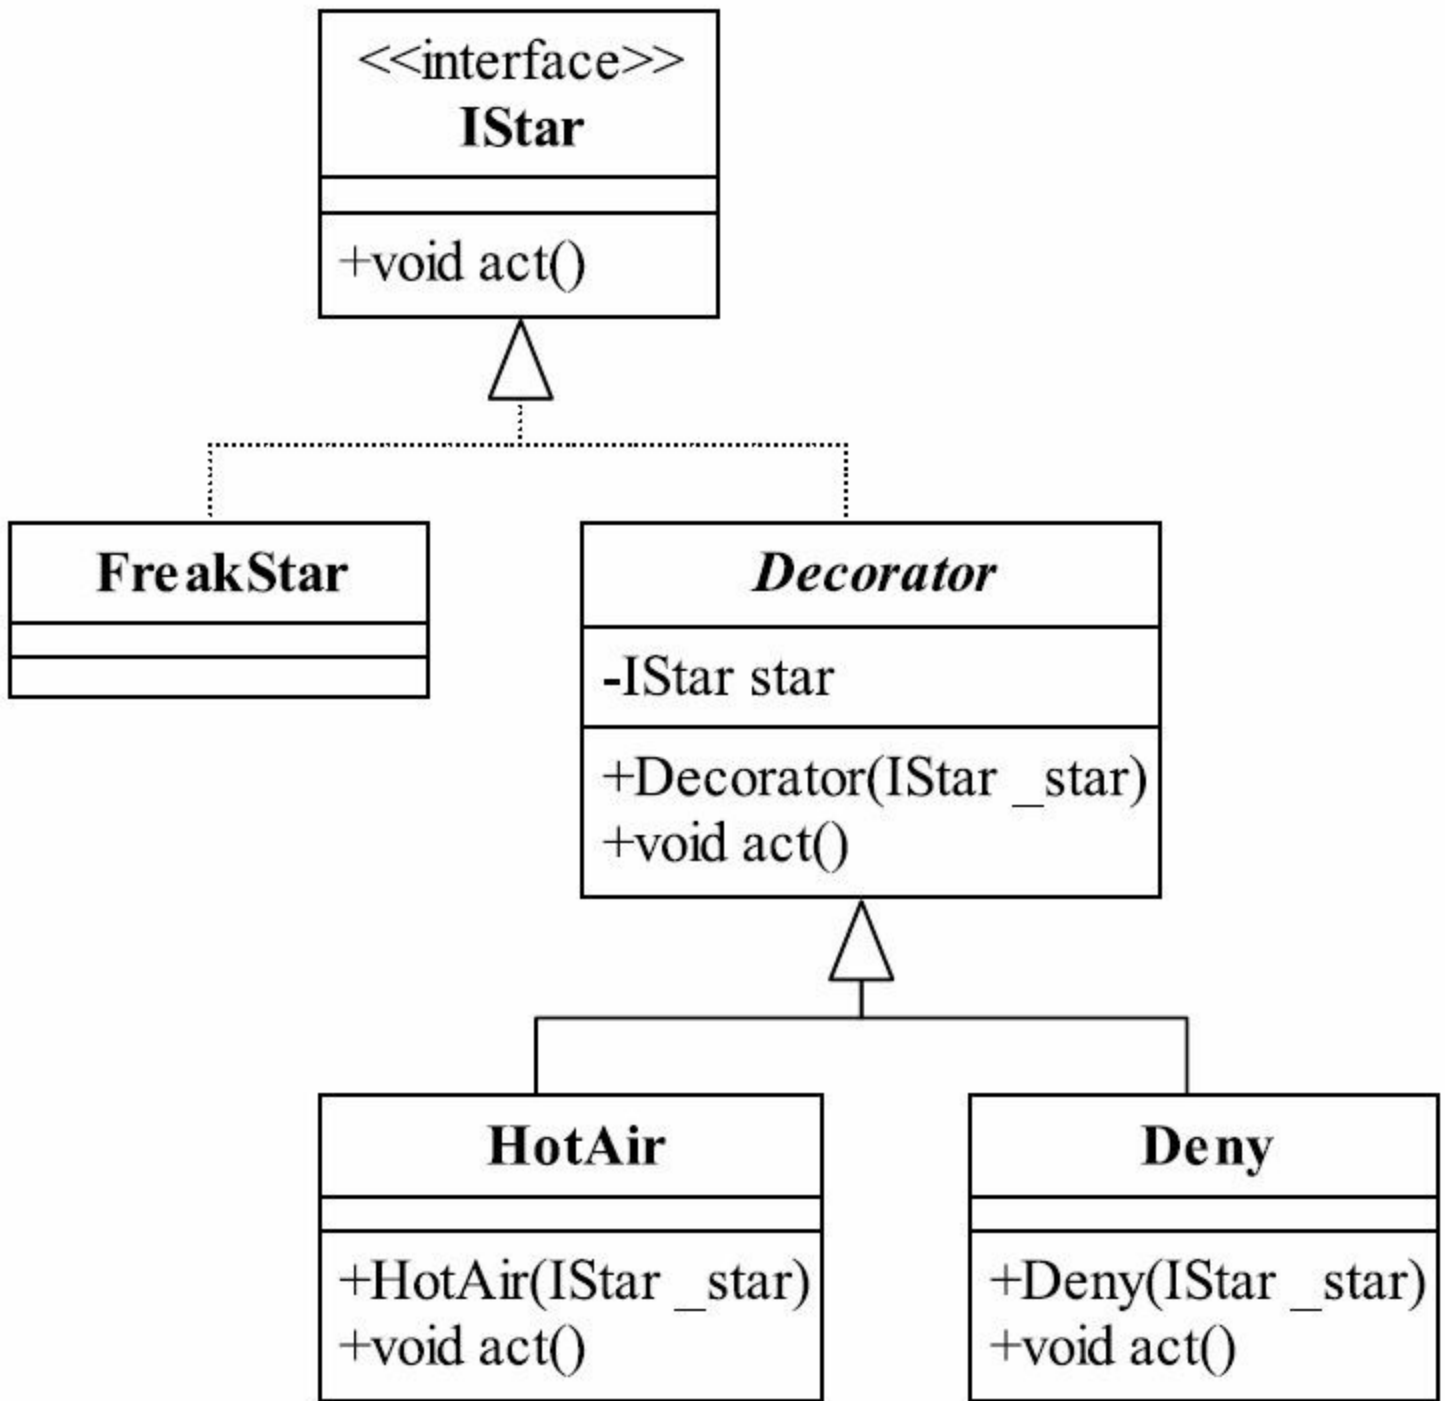 <<interface>>
IStar
+void act()
FreakStar
Decorator
-IStar star
+Decorator(IStar _star)
+void act()
HotAir
+HotAir(IStar _star)
+void act()
Deny
+Deny(IStar _star)
+void act()